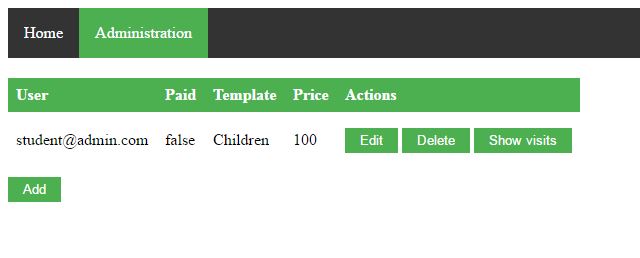 Home Administration
User Paid Template Price Actions
student@admin.com false Children 100 Edit Delete Show visits
Add